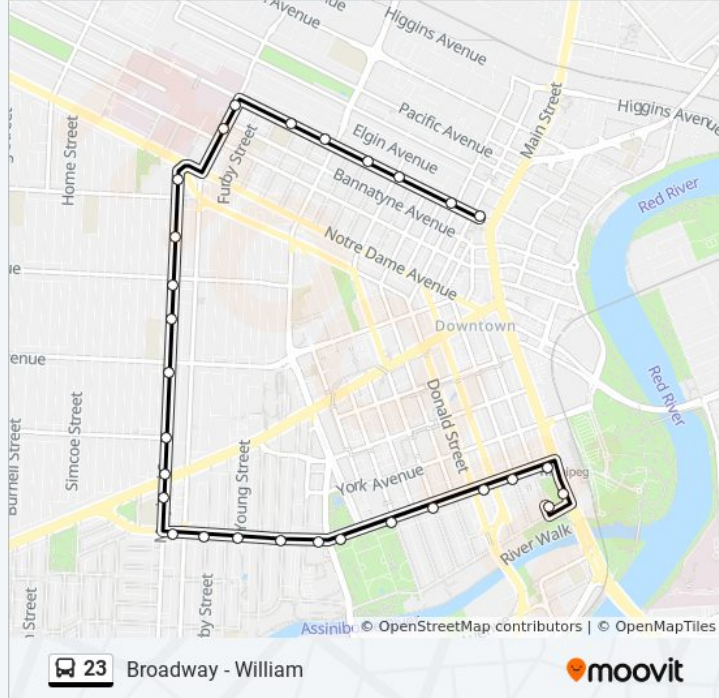 Avenue
Higgins Avenue
Higgins Avenue
Pacific Avenue
Main Street
Elgin Avenue
Home Street
Furby Street
Bannatyne Avenue
Red River
Notre Dame Avenue
Downtown
enue
Red River
Simcoe Street
Donald Street
Burnell Street
Young Street
York Avenue
River Walk
Street
© OpenStreetMap contributors | © OpenMapTiles
23 Broadway - William
moovit